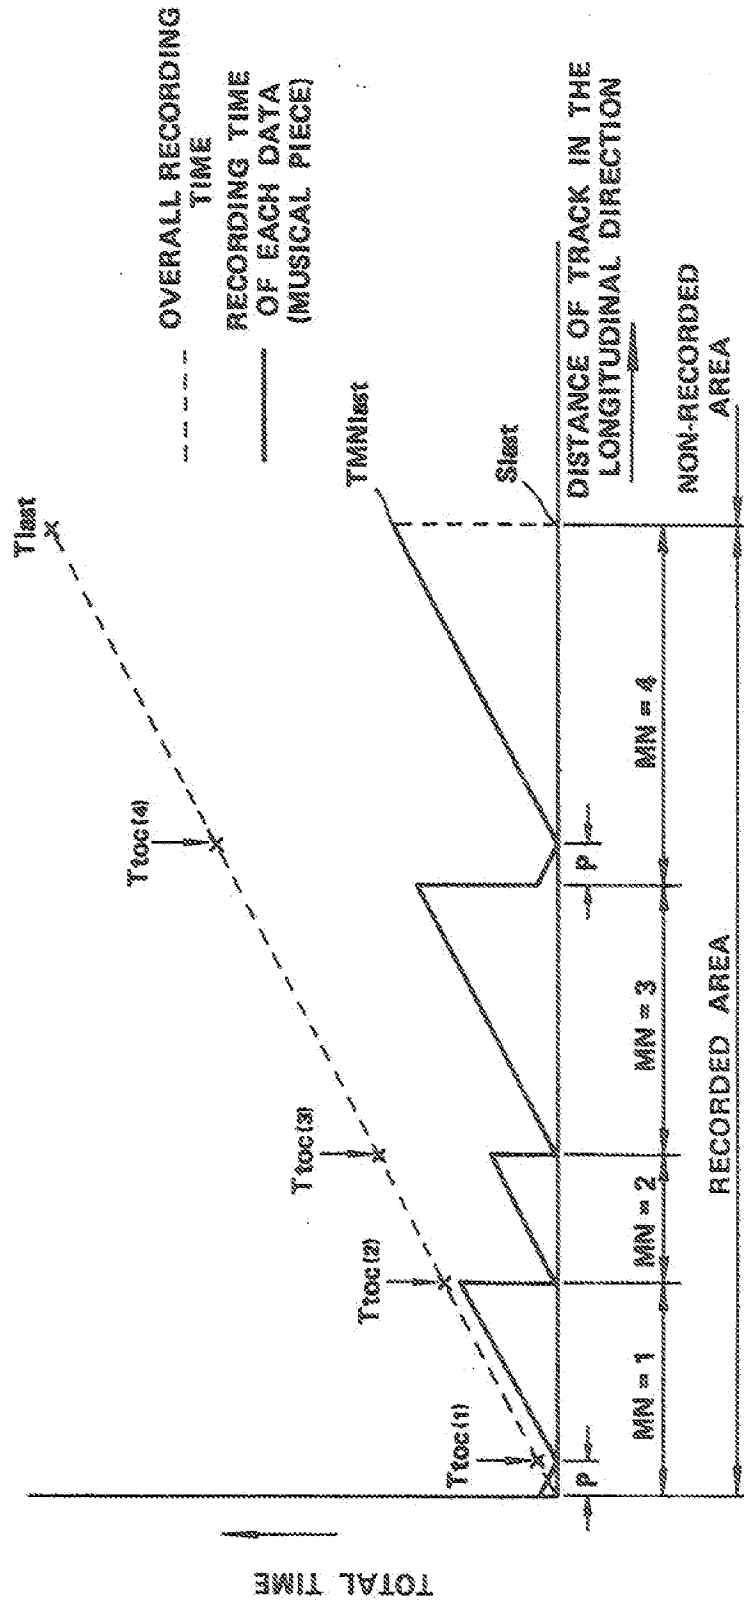 OVERALL RECORDING
TIME
RECORDING TIME
OF EACH DATA
(MUSICAL PIECE)
Tlast
TMNlast
Slast
Ttoc(4)
Ttoc(3)
Ttoc(2)
Ttoc(1)
TOTAL TIME
DISTANCE OF TRACK IN THE
LONGITUDINAL DIRECTION
P
P
MN = 1
MN = 2
MN = 3
MN = 4
NON-RECORDED
AREA
RECORDED AREA